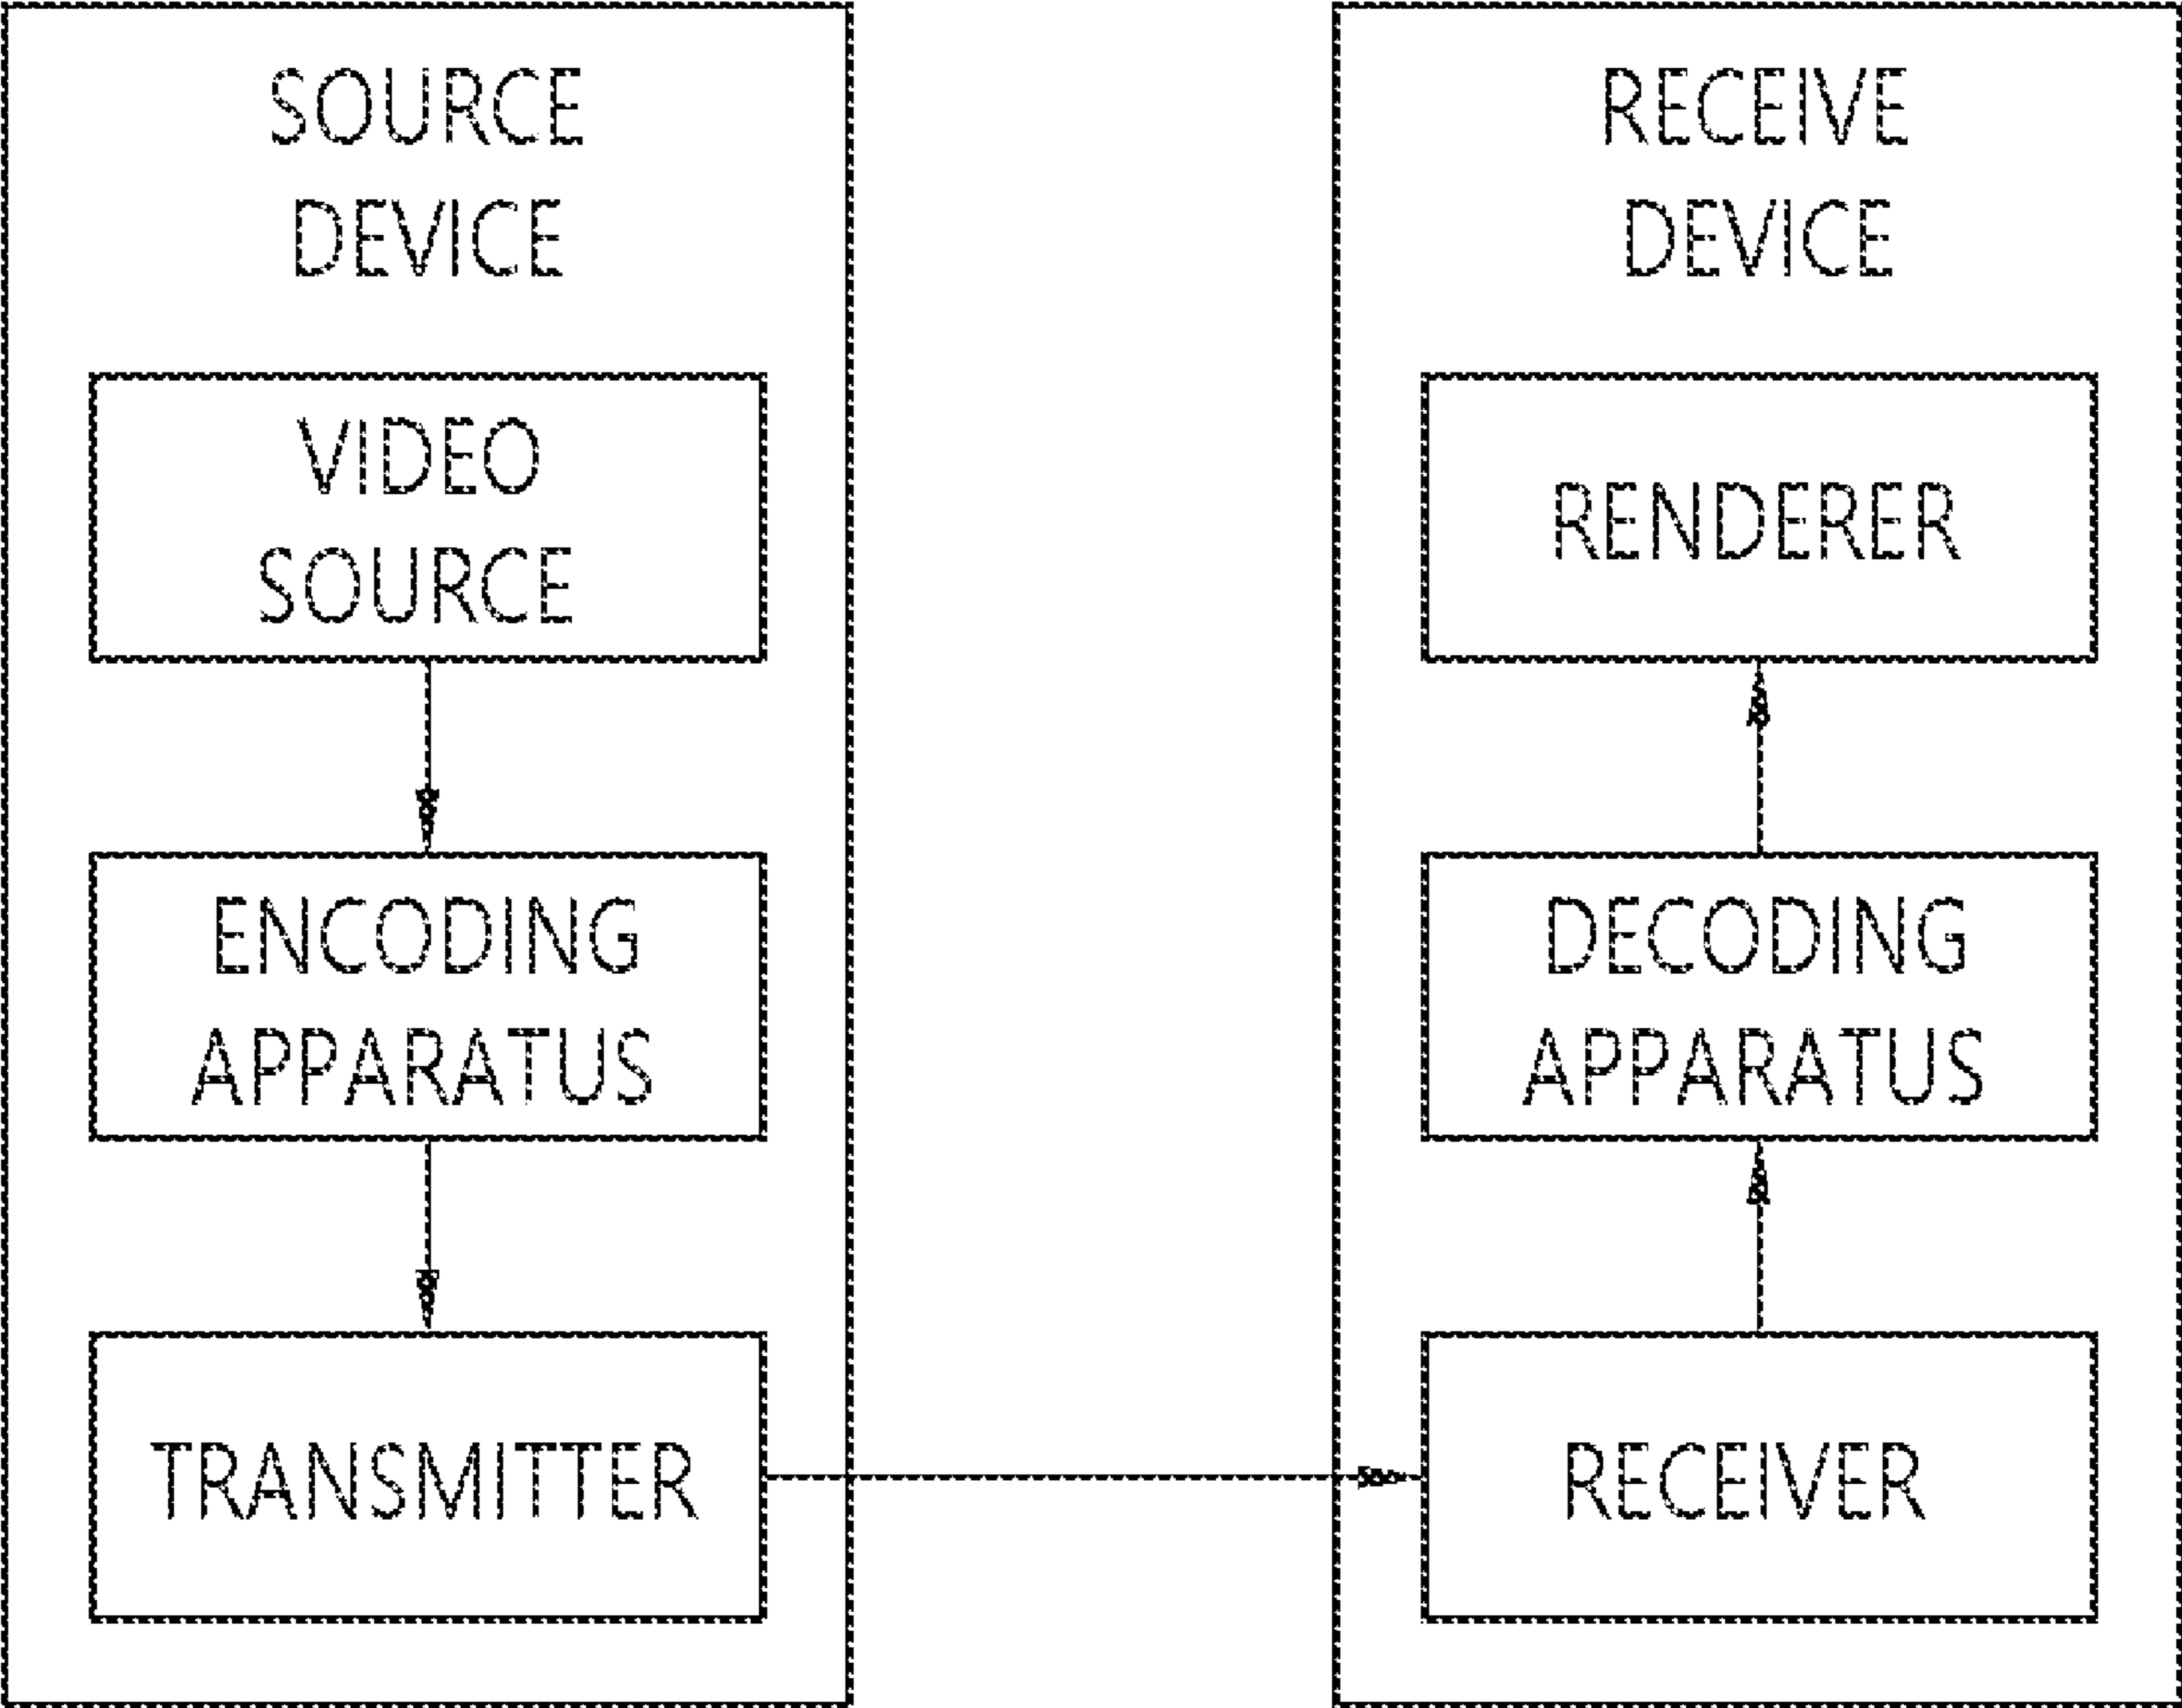 SOURCE
DEVICE
VIDEO
SOURCE
ENCODING
APPARATUS
TRANSMITTER
RECEIVE
DEVICE
RENDERER
DECODING
APPARATUS
RECEIVER